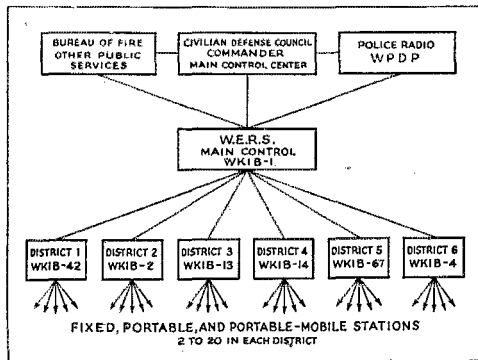 BUREAU OF FIRE
OTHER PUBLIC
SERVICES
CIVILIAN DEFENSE COUNCIL
COMMANDER
MAIN CONTROL CENTER
POLICE RADIO
WPDP
W.E.R.S.
MAIN CONTROL
WKIB-1.
DISTRICT 1
WKIB-42
DISTRICT 2
WKIB-2
DISTRICT 3
WKIB-13
DISTRICT 4
WKIB-14
DISTRICT 5
WKIB-67
DISTRICT 6
WKIB-4
FIXED, PORTABLE, AND PORTABLE-MOBILE STATIONS
2 TO 20 IN EACH DISTRICT